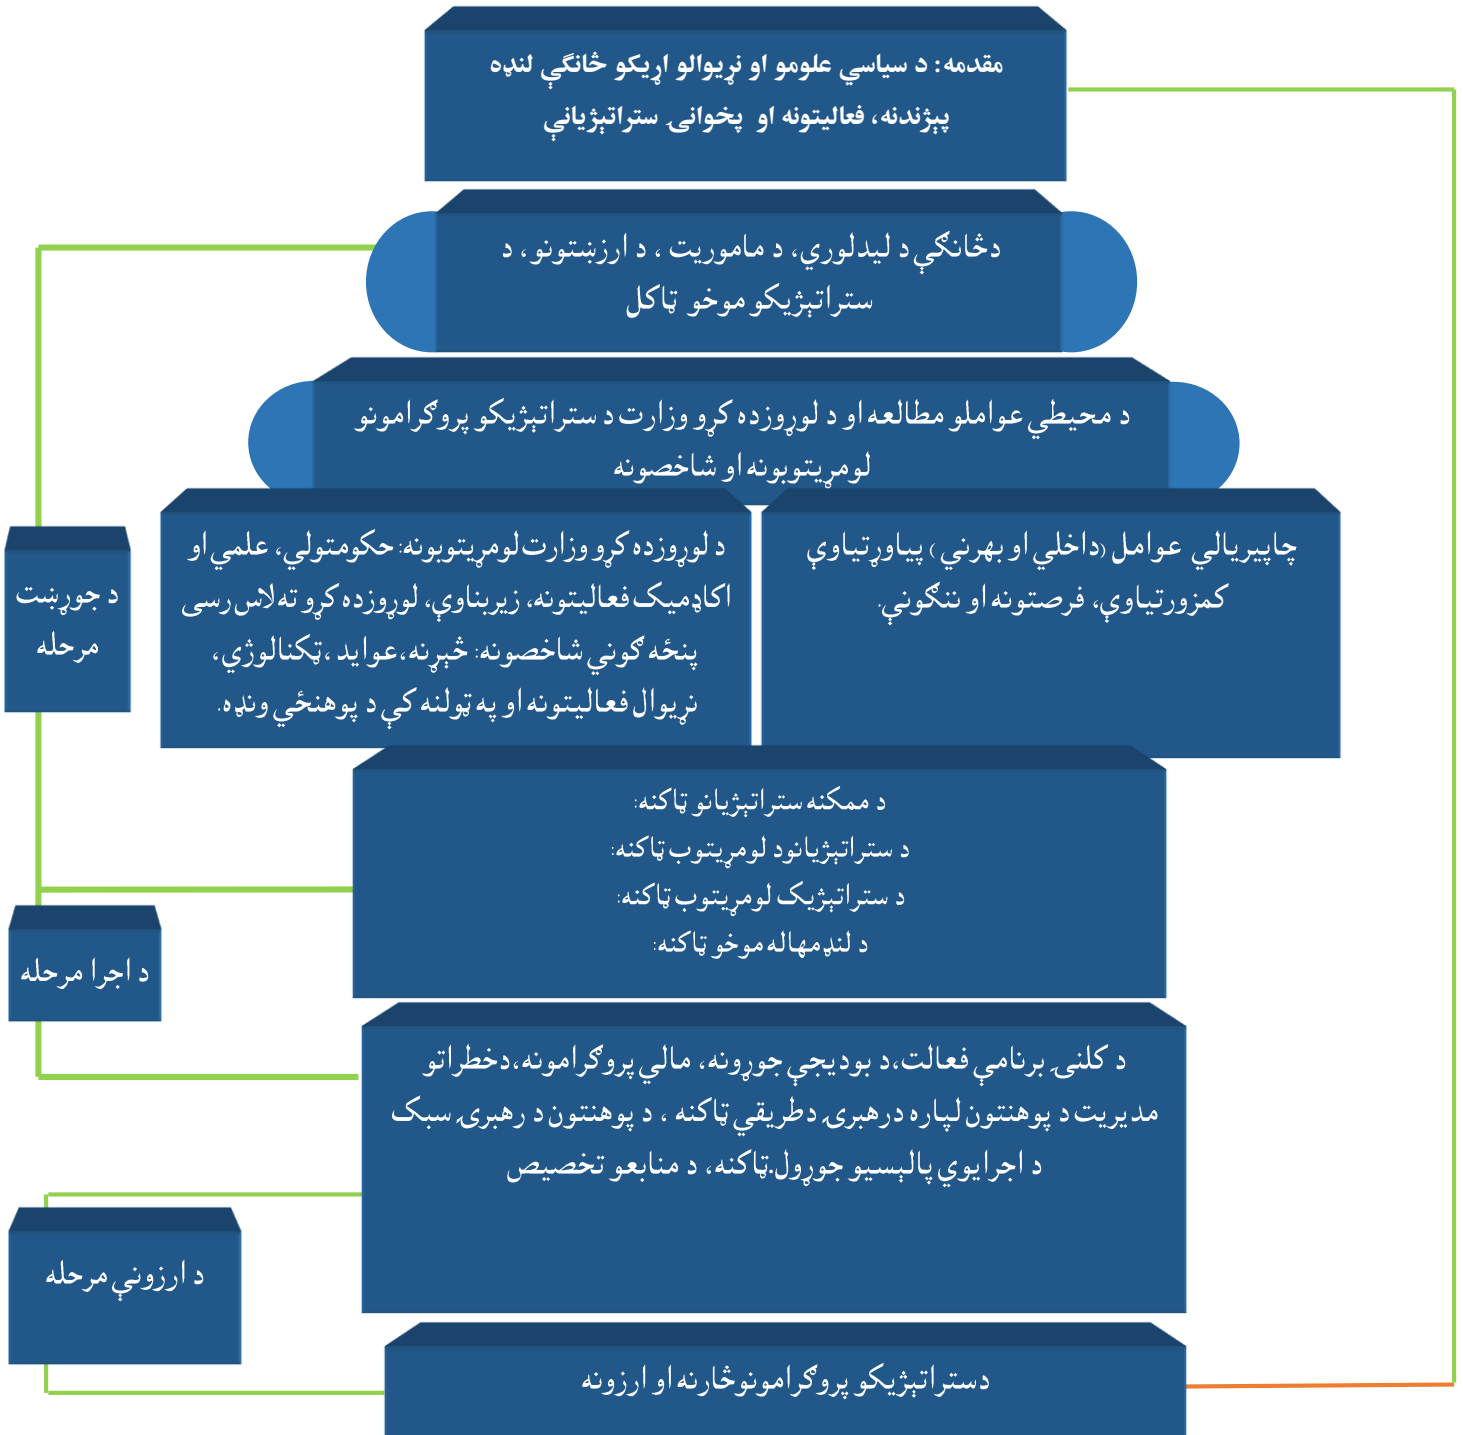 مقدمه: د سیاسي علومو او نړیوالو اړیکو څانګې لنډه
پېژندنه، فعالیتونه او پخوانۍ ستراتېژیانې
دڅانګې د لیدلوري، د ماموریت ، د ارزښتونو، د
ستراتېژیکو موخو ټاکل
د محیطي عواملو مطالعه او د لوړوزده کړو وزارت د ستراتېژیکو پروګرامونو
لومړیتوبونه او شاخصونه
چاپیریالي عوامل (داخلي او بهرني ) پیاوړتیاوې
کمزورتیاوې، فرصتونه او ننګونې.
د لوړوزده کړو وزارت لومړیتوبونه: حکومتولي، علمي او
اکاډمیک فعالیتونه، زیربناوې، لوړوزده کړو ته لاس رسی
پنځه ګوني شاخصونه: څېړنه،عواید ،ټکنالوژي،
نړیوال فعالیتونه او په ټولنه کې د پوهنځي ونډه.
د جوړښت
مرحله
د ممکنه ستراتېژیانو ټاکنه:
د ستراتېژیانود لومړیتوب ټاکنه:
د ستراتېژیک لومړیتوب ټاکنه:
د لنډمهاله موخو ټاکنه:
د اجرا مرحله
د کلنۍ برنامې فعالت،د بودیجې جوړونه، مالي پروګرامونه،دخطراتو
مدیریت د پوهنتون لپاره درهبرۍ دطریقې ټاکنه ، د پوهنتون د رهبرۍ سبک
د اجرایوي پالېسیو جوړول.ټاکنه، د منابعو تخصیص
د ارزونې مرحله
دستراتېژیکو پروګرامونوڅارنه او ارزونه